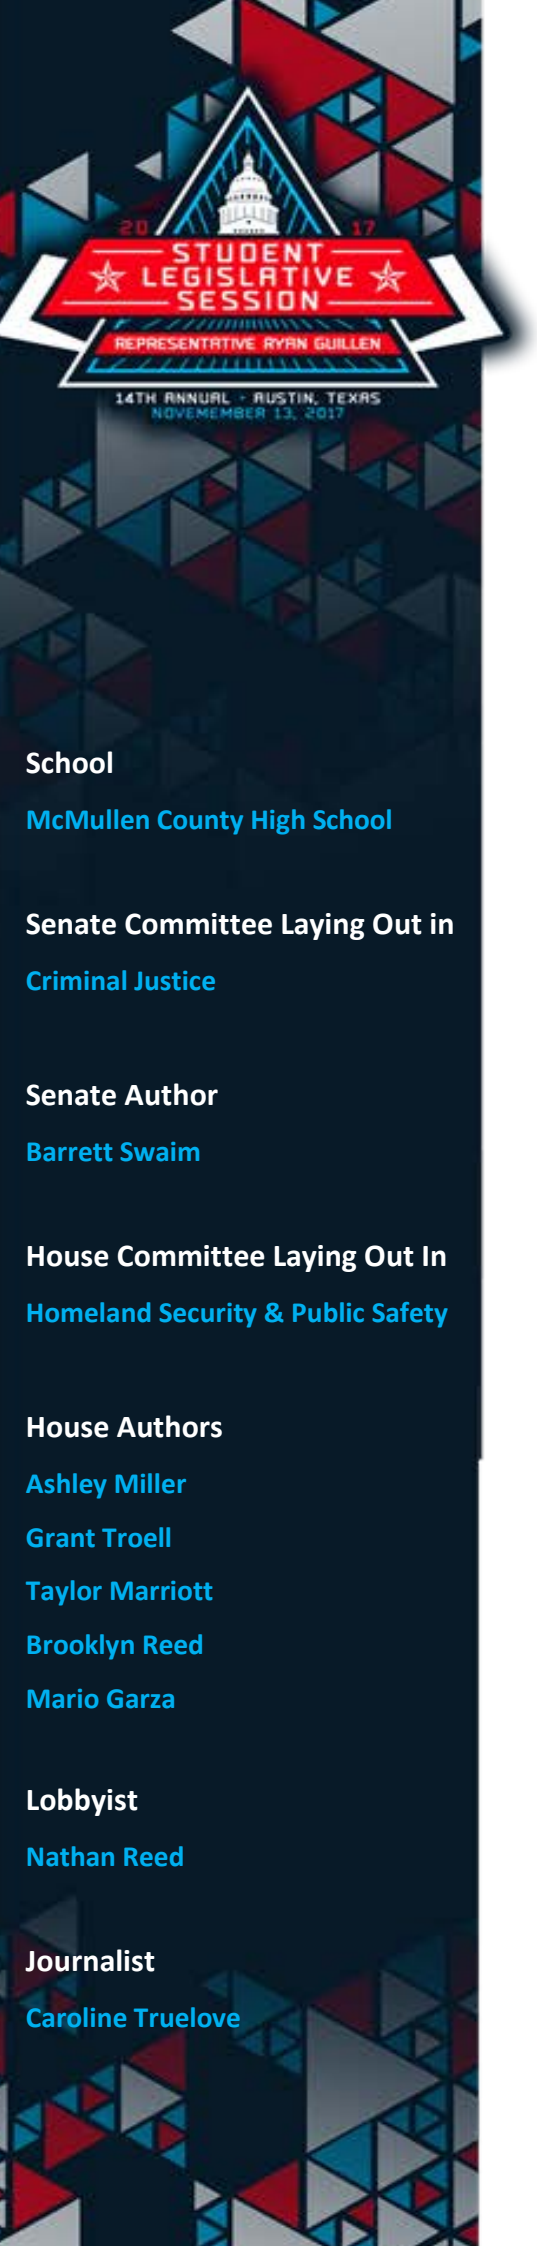 20 17
STUDENT
LEGISLATIVE
SESSION
REPRESENTATIVE RYAN GUILLEN
14TH ANNUAL - AUSTIN, TEXAS
NOVEMEMBER 13, 2017
School
McMullen County High School
Senate Committee Laying Out in
Criminal Justice
Senate Author
Barrett Swaim
House Committee Laying Out In
Homeland Security & Public Safety
House Authors
Ashley Miller
Grant Troell
Taylor Marriott
Brooklyn Reed
Mario Garza
Lobbyist
Nathan Reed
Journalist
Caroline Truelove